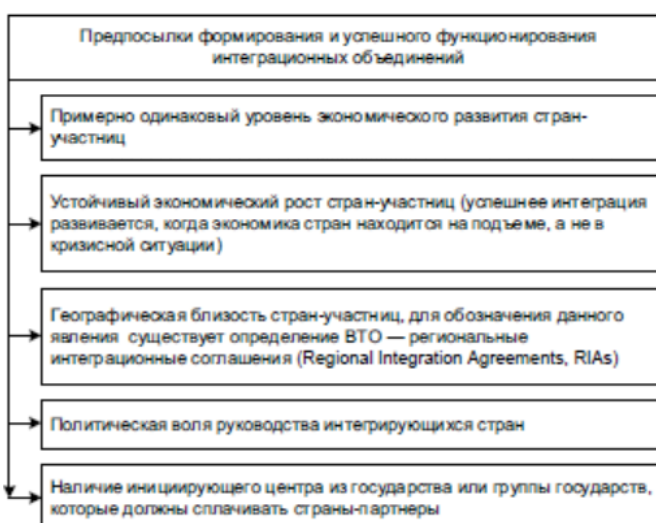 Предпосылки формирования и успешного функционирования
интеграционных объединений
Примерно одинаковый уровень экономического развития стран-
участниц
Устойчивый экономический рост стран-участниц (успешнее интеграция
развивается, когда экономика стран находится на подъеме, а не в
кризисной ситуации)
Географическая близость стран-участниц, для обозначения данного
явления существует определение ВТО — региональные
интеграционные соглашения (Regional Integration Agreements, RIAs)
Политическая воля руководства интегрирующихся стран
Наличие инициирующего центра из государства или группы государств,
которые должны сплачивать страны-партнеры